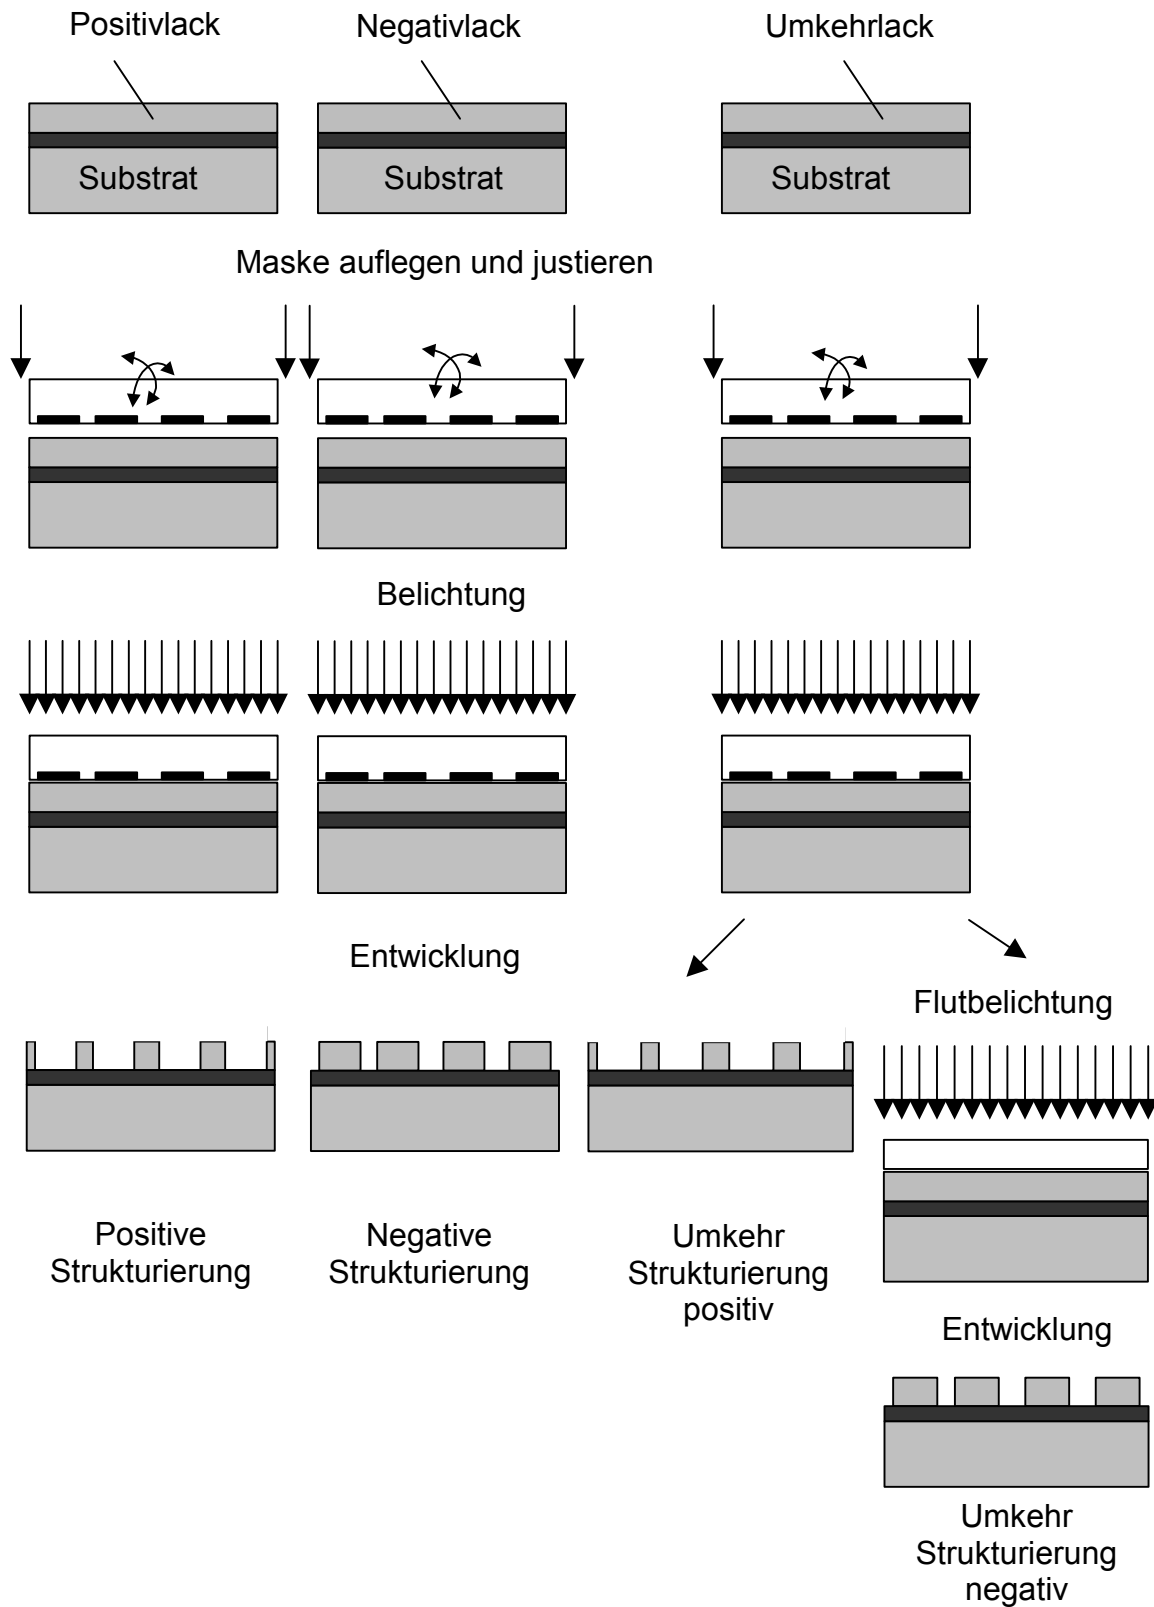 Positivlack
Negativlack
Umkehrlack
Substrat
Substrat
Substrat
Maske auflegen und justieren
Belichtung
Entwicklung
Flutbelichtung
Positive
Strukturierung
Negative
Strukturierung
Umkehr
Strukturierung
positiv
Entwicklung
Umkehr
Strukturierung
negativ